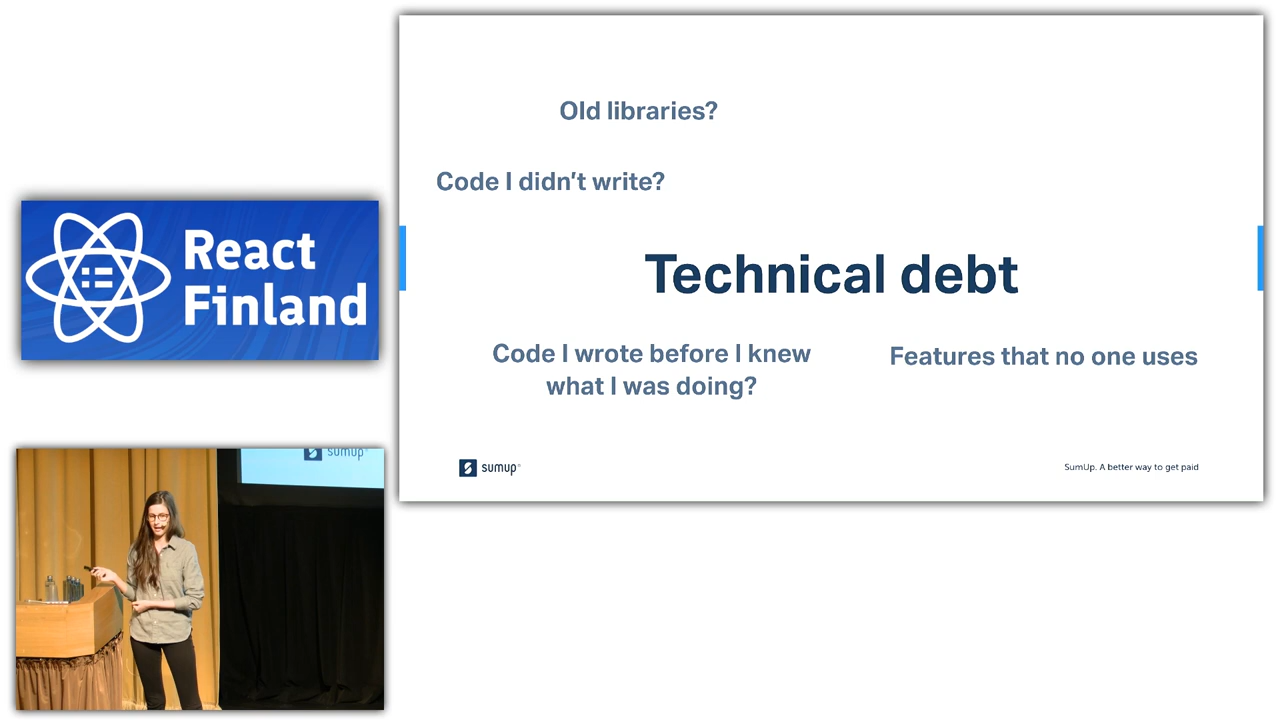 Old libraries?
Code I didn't write?
React
Finland
Technical debt
Code I wrote before I knew
what I was doing?
Features that no one uses
sumup®
SumUp. A better way to get paid
sumup®